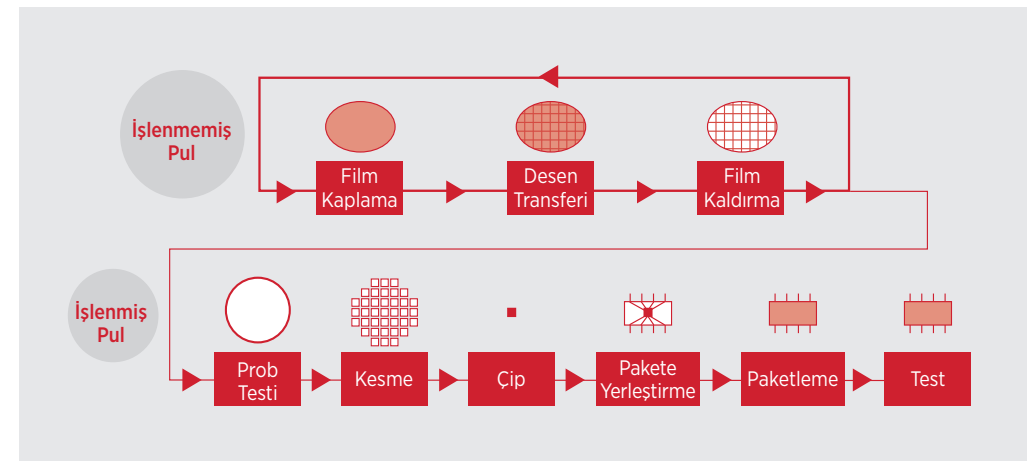 İşlenmemiş
Pul
Film
Kaplama
Desen
Transferi
Film
Kaldırma
İşlenmiş
Pul
Prob
Testi
Kesme
Çip
Pakete
Yerleştirme
Paketleme
Test